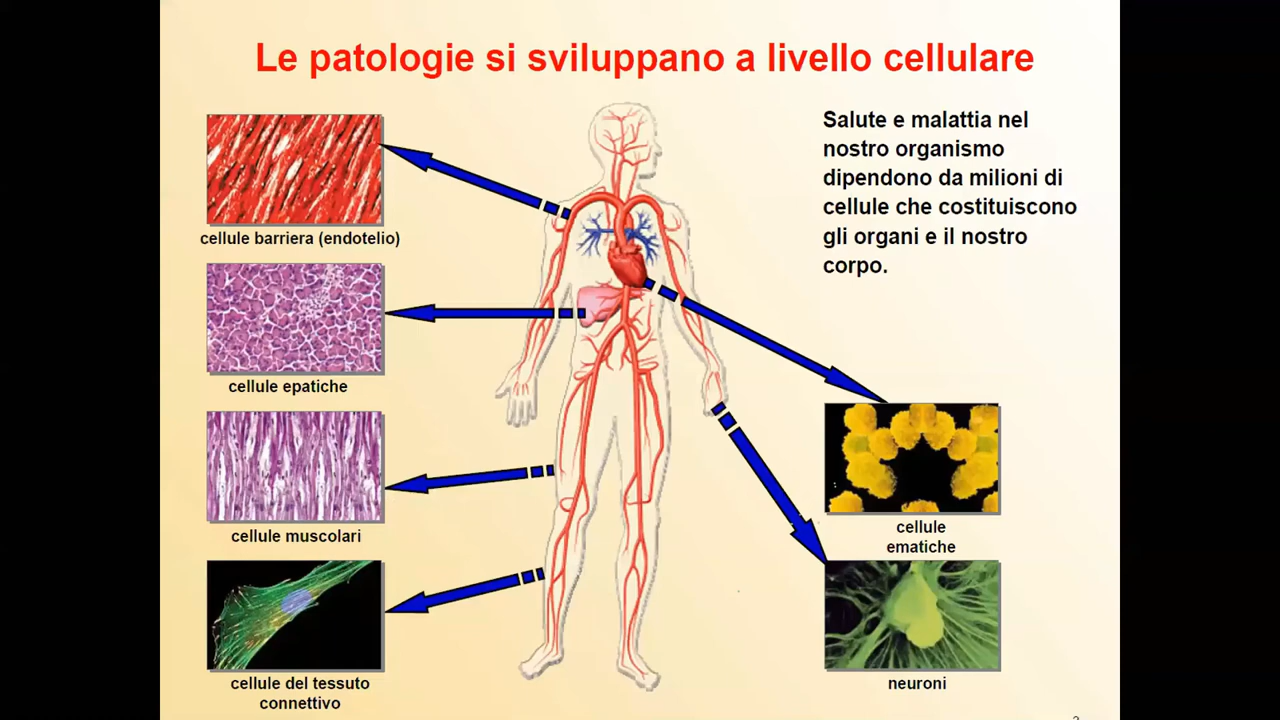 Le patologie si sviluppano a livello cellulare
Salute e malattia nel
nostro organismo
dipendono da milioni di
cellule che costituiscono
gli organi e il nostro
corpo.
cellule barriera (endotelio)
cellule epatiche
cellule muscolari
cellule del tessuto
connettivo
cellule
ematiche
neuroni